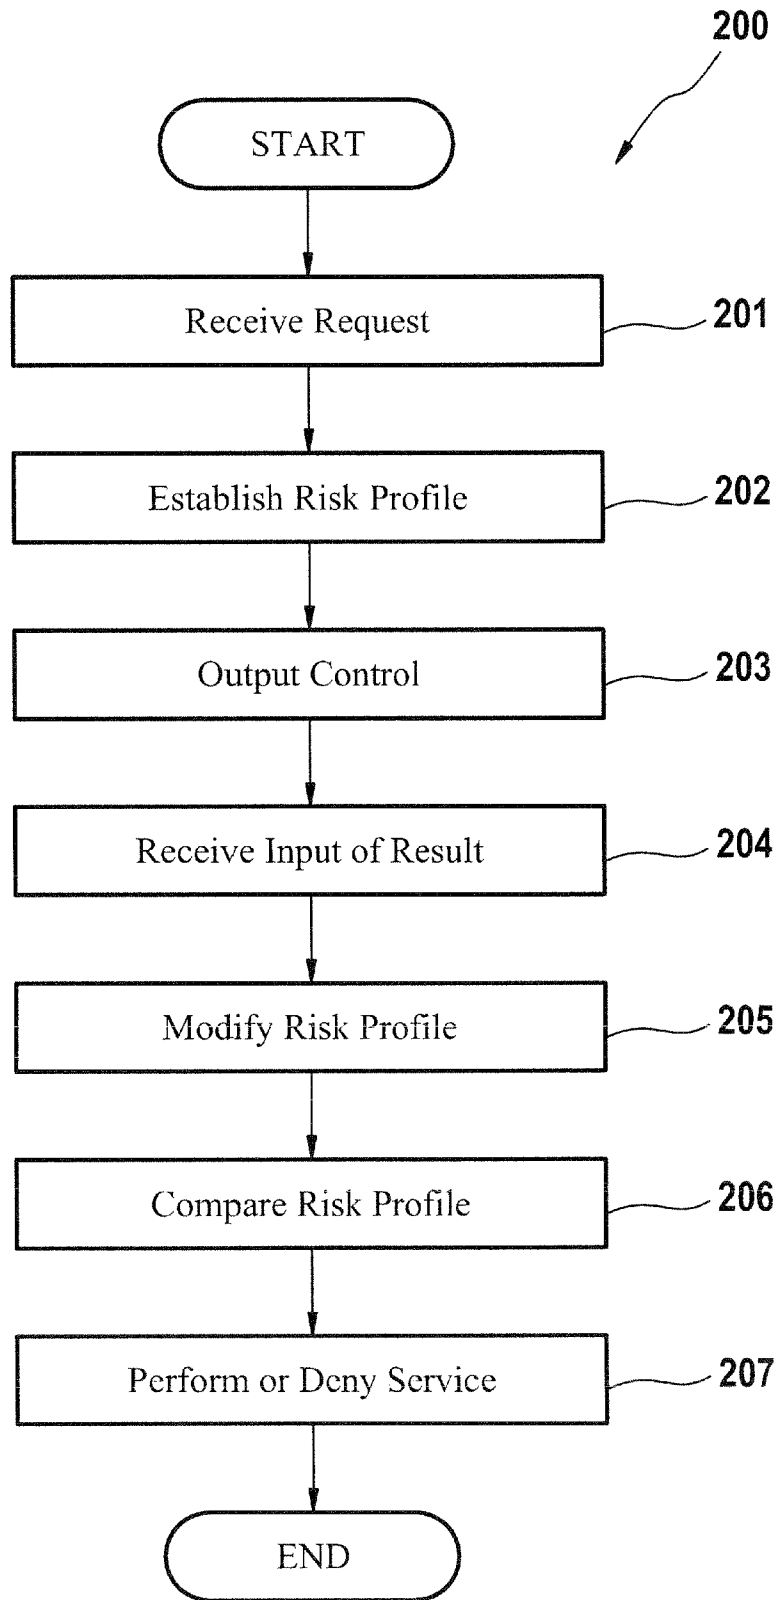 200
START
Receive Request
201
Establish Risk Profile
202
Output Control
203
Receive Input of Result
204
Modify Risk Profile
205
Compare Risk Profile
206
Perform or Deny Service
207
END